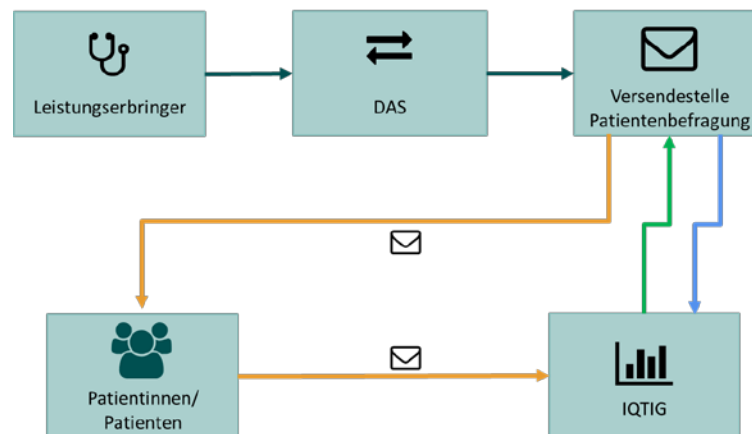 Leistungserbringer
DAS
Versendestelle
Patientenbefragung
Patientinnen/
Patienten
IQTIG